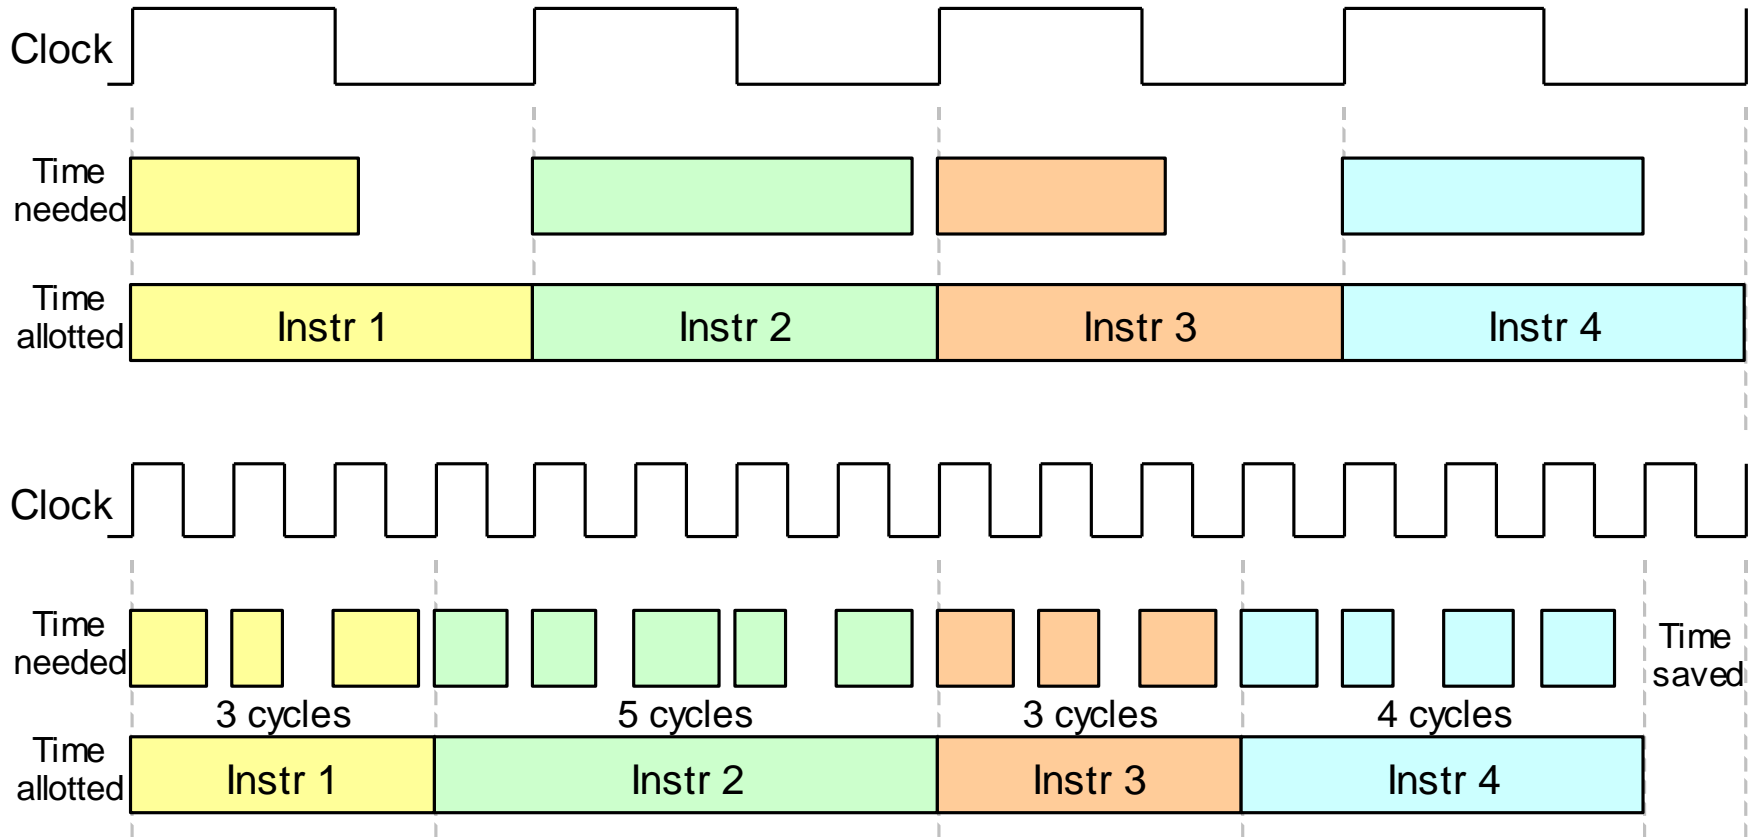 Clock
Time
needed
Time
allotted
Instr 1
Instr 2
Instr 3
Instr 4
Clock
Time
needed
Time
saved
3 cycles
5 cycles
3 cycles
4 cycles
Time
allotted
Instr 1
Instr 2
Instr 3
Instr 4